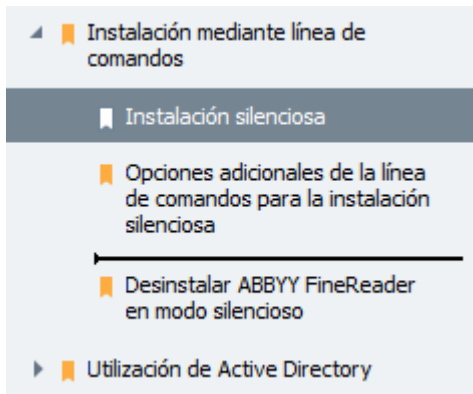 Instalación mediante línea de
comandos
Instalación silenciosa
Opciones adicionales de la línea
de comandos para la instalación
silenciosa
Desinstalar ABBYY FineReader
en modo silencioso
Utilización de Active Directory